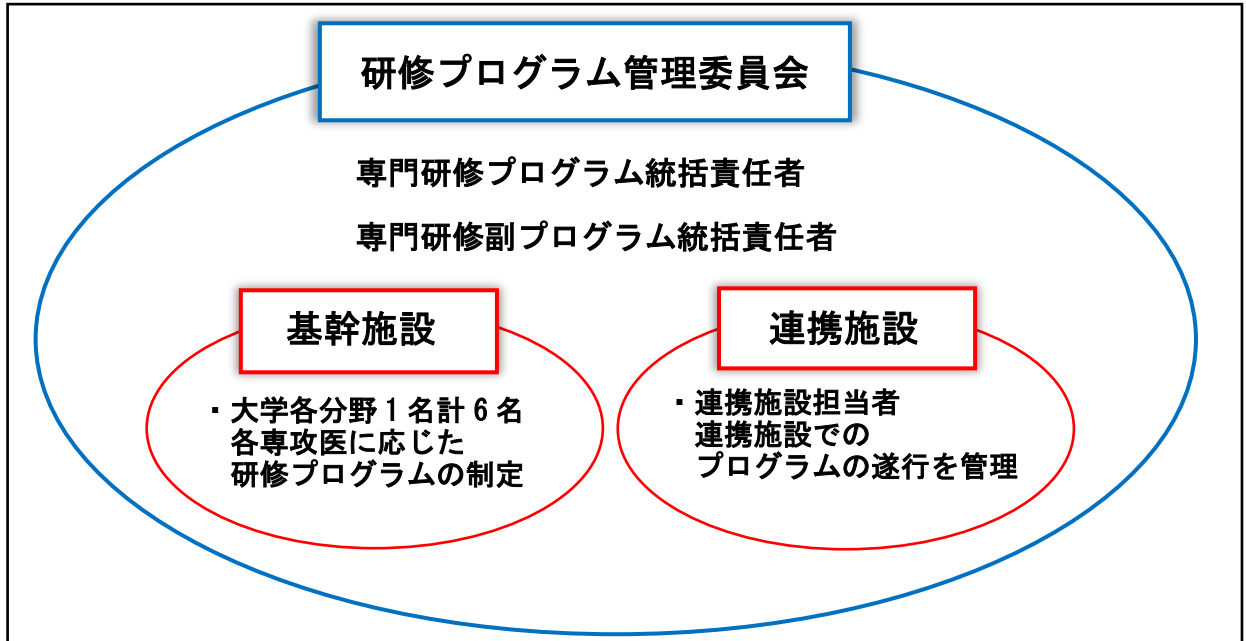 研修プログラム管理委員会
専門研修プログラム統括責任者
専門研修副プログラム統括責任者
基幹施設
・大学各分野1名計6名
各専攻医に応じた
研修プログラムの制定
連携施設
・連携施設担当者
連携施設での
プログラムの遂行を管理